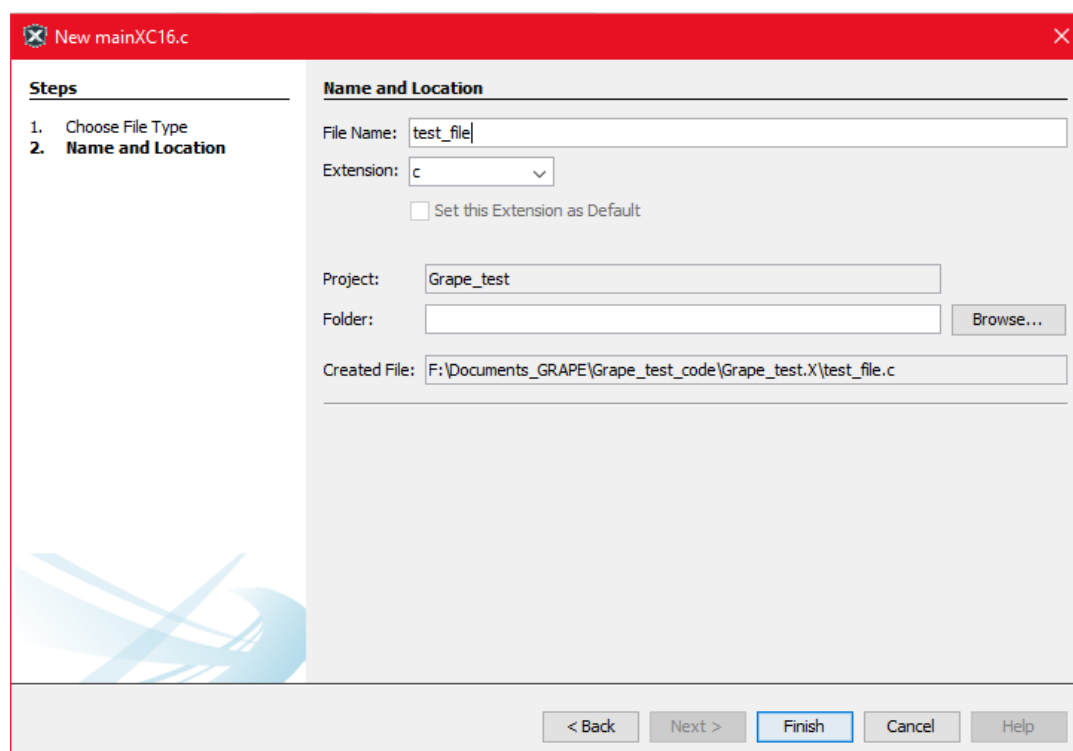 New mainXC16.c
Steps
1. Choose File Type
2. Name and Location
Name and Location
File Name: test_file
Extension: c
Set this Extension as Default
Project: Grape_test
Folder:
Browse...
Created File: F:\Documents_GRAPE\Grape_test_code\Grape_test.X\test_file.c
< Back Next > Finish Cancel Help